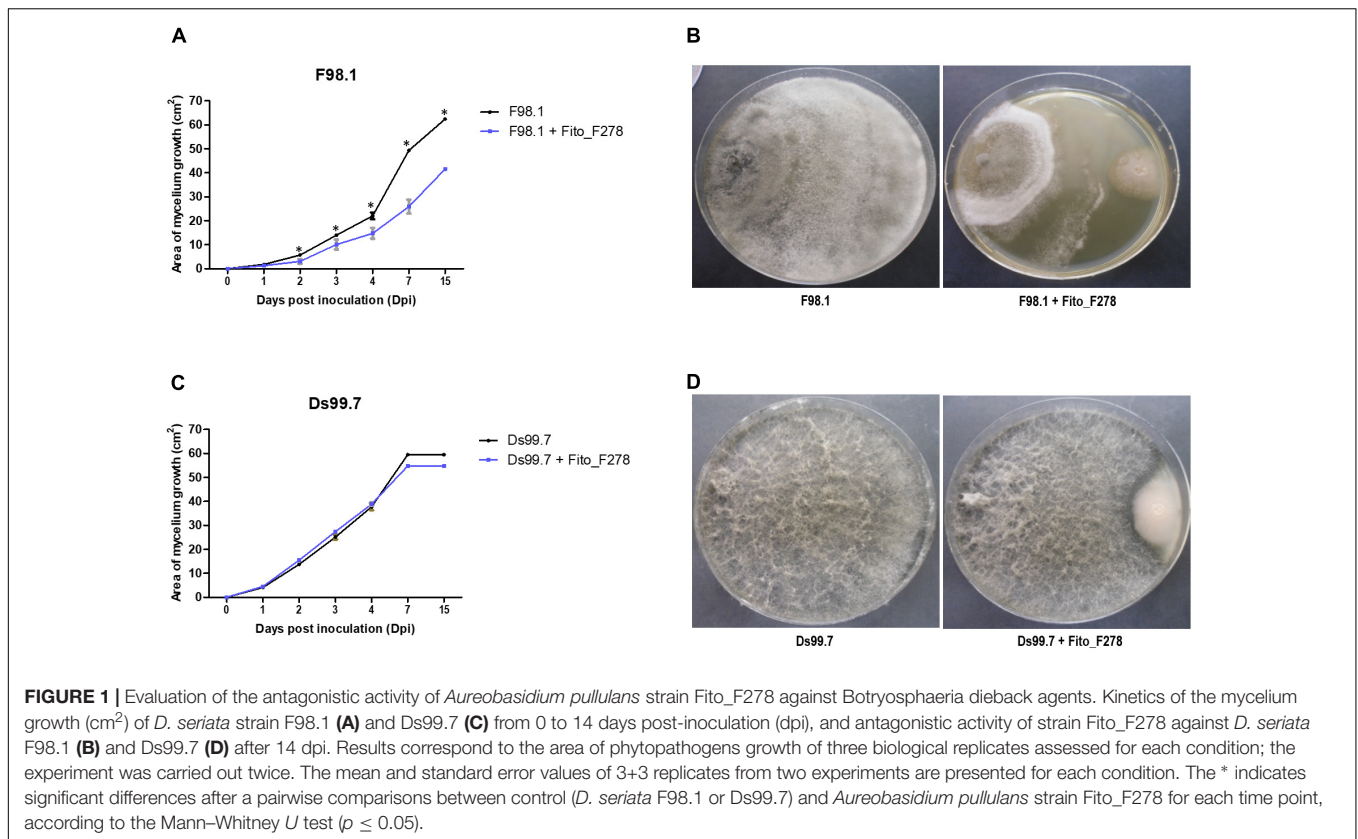 A
F98.1
Area of mycelium growth (cm²)
70
60
50
40
30
20
10
0
* * * * *
0 1 2 3 4 7 15
Days post inoculation (Dpi)
F98.1
F98.1 + Fito_F278
B
F98.1
F98.1 + Fito_F278
C
Ds99.7
Area of mycelium growth (cm²)
70
60
50
40
30
20
10
0
0 1 2 3 4 7 15
Days post inoculation (Dpi)
Ds99.7
Ds99.7 + Fito_F278
D
Ds99.7
Ds99.7 + Fito_F278
FIGURE 1 | Evaluation of the antagonistic activity of Aureobasidium pullulans strain Fito_F278 against Botryosphaeria dieback agents. Kinetics of the mycelium
growth (cm²) of D. seriata strain F98.1 (A) and Ds99.7 (C) from 0 to 14 days post-inoculation (dpi), and antagonistic activity of strain Fito_F278 against D. seriata
F98.1 (B) and Ds99.7 (D) after 14 dpi. Results correspond to the area of phytopathogens growth of three biological replicates assessed for each condition; the
experiment was carried out twice. The mean and standard error values of 3+3 replicates from two experiments are presented for each condition. The * indicates
significant differences after a pairwise comparisons between control (D. seriata F98.1 or Ds99.7) and Aureobasidium pullulans strain Fito_F278 for each time point,
according to the Mann–Whitney U test (p ≤ 0.05).